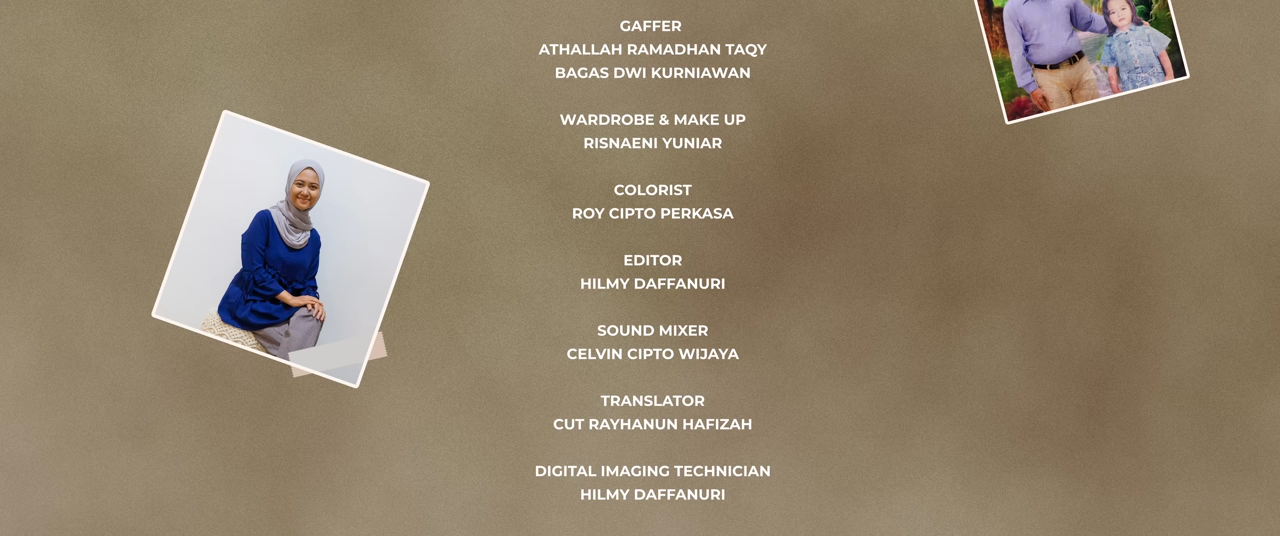 GAFFER
ATHALLAH RAMADHAN TAQY
BAGAS DWI KURNIAWAN
WARDROBE & MAKE UP
RISNAENI YUNIAR
COLORIST
ROY CIPTO PERKASA
EDITOR
HILMY DAFFANURI
SOUND MIXER
CELVIN CIPTO WIJAYA
TRANSLATOR
CUT RAYHANUN HAFIZAH
DIGITAL IMAGING TECHNICIAN
HILMY DAFFANURI